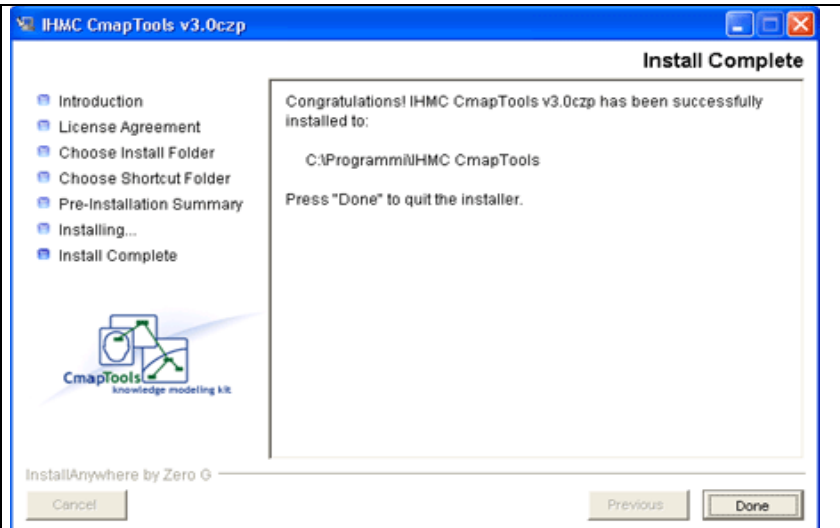 IHMC CmapTools v3.0czp
Install Complete
Introduction
License Agreement
Choose Install Folder
Choose Shortcut Folder
Pre-Installation Summary
Installing...
Install Complete
Congratulations! IHMC CmapTools v3.0czp has been successfully
installed to:
C:\Programmi\IHMC CmapTools
Press "Done" to quit the installer.
CmapTools
knowledge modeling kit
InstallAnywhere by Zero G
Cancel
Previous
Done